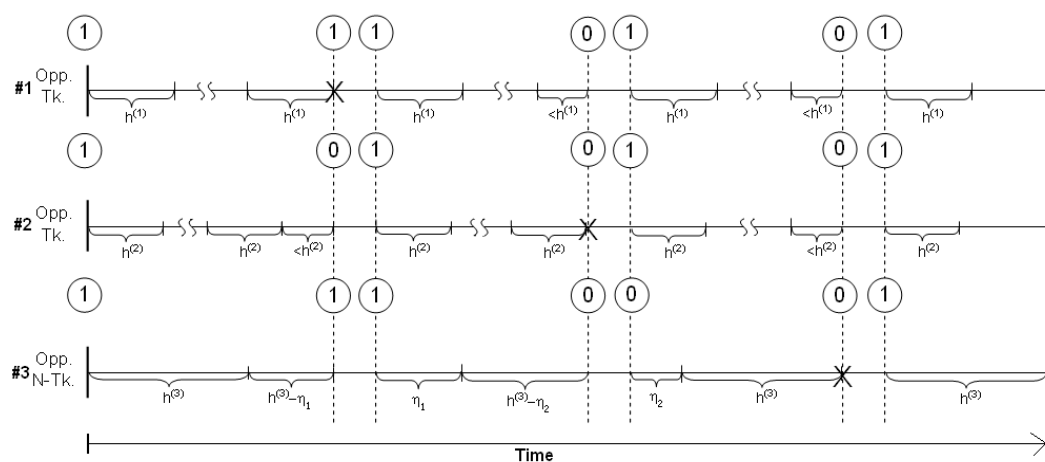 1 1 1 0 1 0 1
#1 Opp. Tk.
h(1) h(1) h(1) <h(1) h(1) <h(1) h(1)
1 0 1 0 1 0 1
#2 Opp. Tk.
h(2) h(2) <h(2) h(2) h(2) h(2) <h(2) h(2)
1 1 1 0 0 0 1
#3 Opp. N-Tk.
h(3) h(3)–η1 η1 h(3)–η2 η2 h(3) h(3)
Time